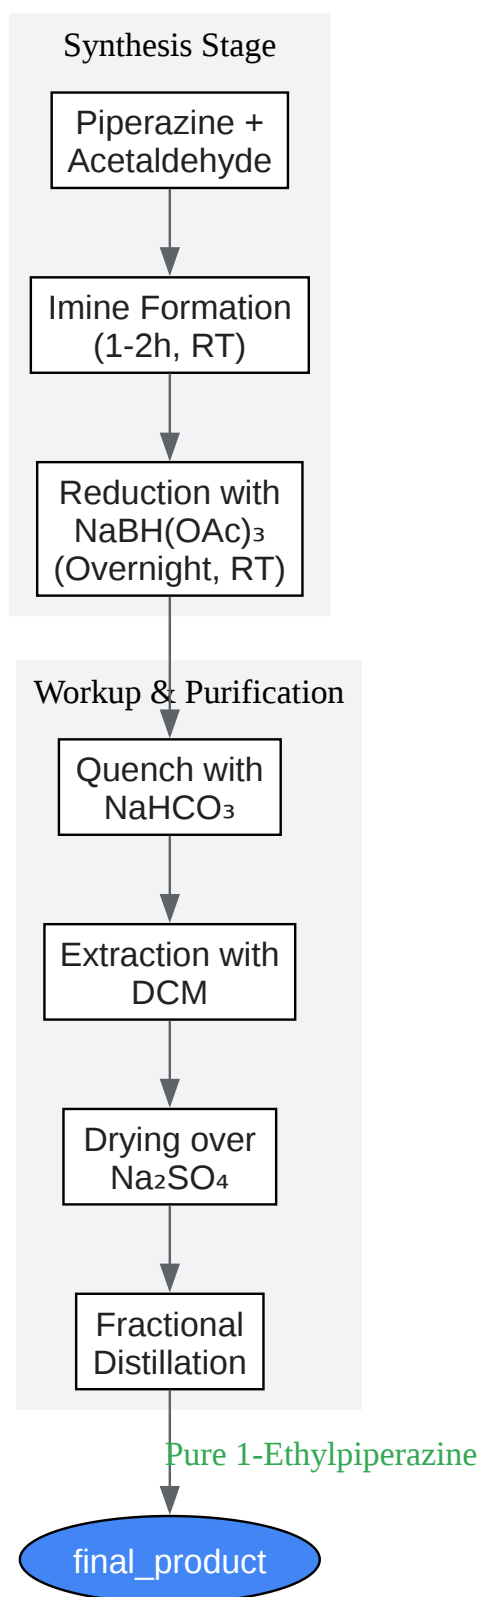 Synthesis Stage
Piperazine +
Acetaldehyde
Imine Formation
(1-2h, RT)
Reduction with
NaBH(OAc)₃
(Overnight, RT)
Workup & Purification
Quench with
NaHCO₃
Extraction with
DCM
Drying over
Na₂SO₄
Fractional
Distillation
Pure 1-Ethylpiperazine
final_product